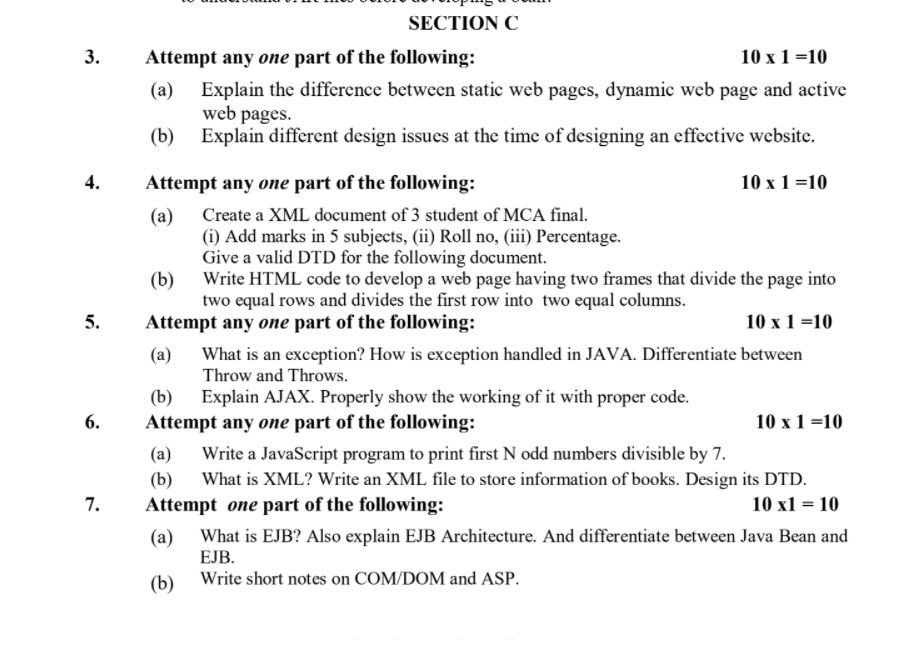 SECTION C
3. Attempt any one part of the following: 10 x 1 =10
(a) Explain the difference between static web pages, dynamic web page and active
web pages.
(b) Explain different design issues at the time of designing an effective website.
4. Attempt any one part of the following: 10 x 1 =10
(a) Create a XML document of 3 student of MCA final.
(i) Add marks in 5 subjects, (ii) Roll no, (iii) Percentage.
Give a valid DTD for the following document.
(b) Write HTML code to develop a web page having two frames that divide the page into
two equal rows and divides the first row into two equal columns.
5. Attempt any one part of the following: 10 x 1 =10
(a) What is an exception? How is exception handled in JAVA. Differentiate between
Throw and Throws.
(b) Explain AJAX. Properly show the working of it with proper code.
6. Attempt any one part of the following: 10 x 1 =10
(a) Write a JavaScript program to print first N odd numbers divisible by 7.
(b) What is XML? Write an XML file to store information of books. Design its DTD.
7. Attempt one part of the following: 10 x1 = 10
(a) What is EJB? Also explain EJB Architecture. And differentiate between Java Bean and
EJB.
(b) Write short notes on COM/DOM and ASP.